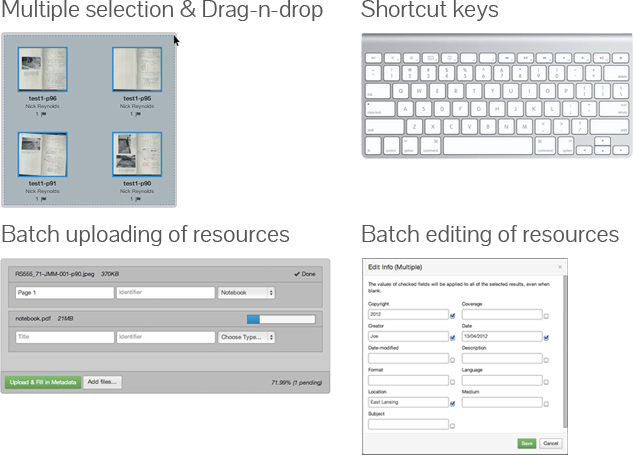 Multiple selection & Drag-n-drop
test1-p96
Nick Reynolds
1
test1-p95
Nick Reynolds
1
test1-p91
Nick Reynolds
1
test1-p90
Nick Reynolds
1
Shortcut keys
Q W E R T Y U I O P
A S D F G H J K L
Z X C V B N M
Batch uploading of resources
RS555_71-JMM-001-p90.jpeg 370KB
Done
Page 1
Identifier
Notebook
notebook.pdf 21MB
Title
Identifier
Choose Type...
Upload & Fill in Metadata
Add files...
71.99% (1 pending)
Batch editing of resources
Edit Info (Multiple)
×
The values of checked fields will be applied to all of the selected results, even when
blank.
Copyright
2012
Coverage
Creator
Joe
Date
13/04/2012
Date-modified
Description
Format
Language
Location
East Lansing
Medium
Subject
Save
Cancel